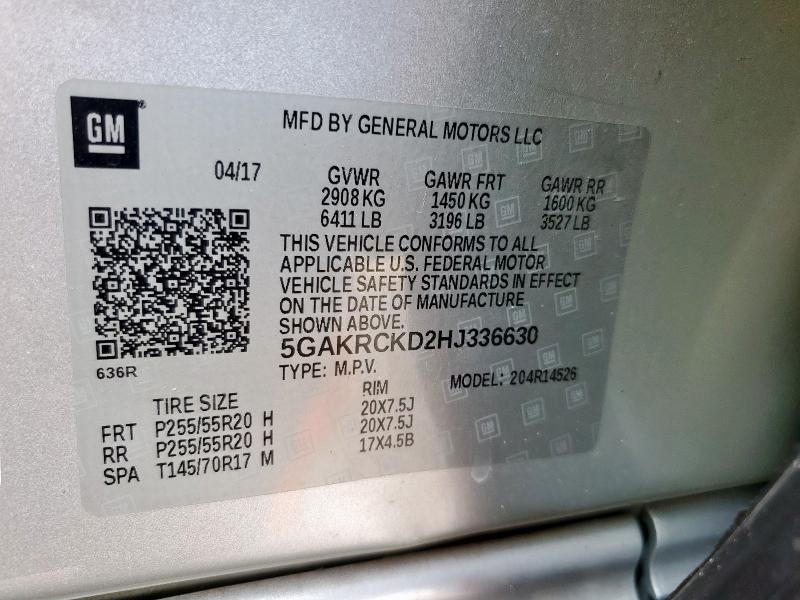 GM
MFD BY GENERAL MOTORS LLC
04/17
GVWR GAWR FRT GAWR RR
2908 KG 1450 KG 1600 KG
6411 LB 3196 LB 3527 LB
THIS VEHICLE CONFORMS TO ALL
APPLICABLE U.S. FEDERAL MOTOR
VEHICLE SAFETY STANDARDS IN EFFECT
ON THE DATE OF MANUFACTURE
SHOWN ABOVE.
5GAKRCKD2HJ336630
636R
TYPE: M.P.V. MODEL: 204R14526
TIRE SIZE RIM
FRT P255/55R20 H 20X7.5J
RR P255/55R20 H 20X7.5J
SPA T145/70R17 M 17X4.5B